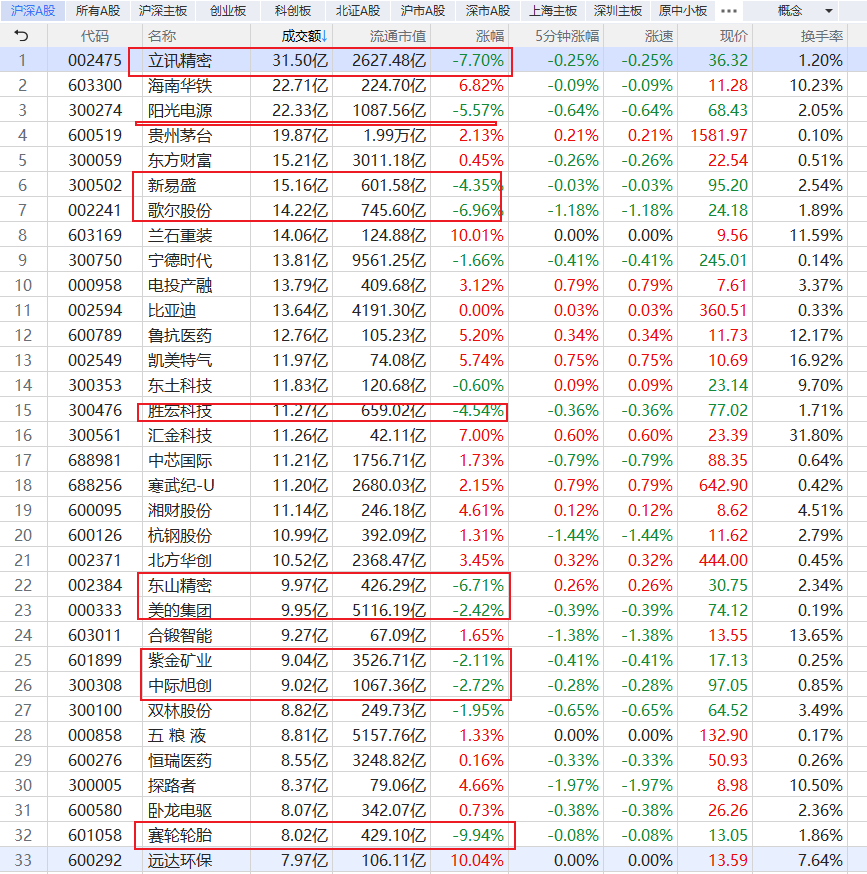 沪深A股 所有A股 沪深主板 创业板 科创板 北证A股 沪市A股 深市A股 上海主板 深圳主板 原中小板 ••• 概念
代码 名称 成交额↓ 流通市值 涨幅 5分钟涨幅 涨速 现价 换手率
1 002475 立讯精密 31.50亿 2627.48亿 -7.70% -0.25% -0.25% 36.32 1.20%
2 603300 海南华铁 22.71亿 224.70亿 6.82% -0.09% -0.09% 11.28 10.23%
3 300274 阳光电源 22.33亿 1087.56亿 -5.57% -0.64% -0.64% 68.43 2.05%
4 600519 贵州茅台 19.87亿 1.99万亿 2.13% 0.21% 0.21% 1581.97 0.10%
5 300059 东方财富 15.21亿 3011.18亿 0.45% -0.26% -0.26% 22.54 0.51%
6 300502 新易盛 15.16亿 601.58亿 -4.35% -0.03% -0.03% 95.20 2.54%
7 002241 歌尔股份 14.22亿 745.60亿 -6.96% -1.18% -1.18% 24.18 1.89%
8 603169 兰石重装 14.06亿 124.88亿 10.01% 0.00% 0.00% 9.56 11.59%
9 300750 宁德时代 13.81亿 9561.25亿 -1.66% -0.41% -0.41% 245.01 0.14%
10 000958 电投产融 13.79亿 409.68亿 3.12% 0.79% 0.79% 7.61 3.37%
11 002594 比亚迪 13.64亿 4191.30亿 0.00% 0.03% 0.03% 360.51 0.33%
12 600789 鲁抗医药 12.76亿 105.23亿 5.20% 0.34% 0.34% 11.73 12.17%
13 002549 凯美特气 11.97亿 74.08亿 5.74% 0.75% 0.75% 10.69 16.92%
14 300353 东土科技 11.83亿 120.68亿 -0.60% 0.09% 0.09% 23.14 9.70%
15 300476 胜宏科技 11.27亿 659.02亿 -4.54% -0.36% -0.36% 77.02 1.71%
16 300561 汇金科技 11.26亿 42.11亿 7.00% 0.60% 0.60% 23.39 31.80%
17 688981 中芯国际 11.21亿 1756.71亿 1.73% -0.79% -0.79% 88.35 0.64%
18 688256 寒武纪-U 11.20亿 2680.03亿 2.15% 0.79% 0.79% 642.90 0.42%
19 600095 湘财股份 11.14亿 246.18亿 4.61% 0.12% 0.12% 8.62 4.51%
20 600126 杭钢股份 10.99亿 392.09亿 1.31% -1.44% -1.44% 11.62 2.79%
21 002371 北方华创 10.52亿 2368.47亿 3.45% 0.32% 0.32% 444.00 0.45%
22 002384 东山精密 9.97亿 426.29亿 -6.71% 0.26% 0.26% 30.75 2.34%
23 000333 美的集团 9.95亿 5116.19亿 -2.42% -0.39% -0.39% 74.12 0.19%
24 603011 合锻智能 9.27亿 67.09亿 1.65% -1.38% -1.38% 13.55 13.65%
25 601899 紫金矿业 9.04亿 3526.71亿 -2.11% -0.41% -0.41% 17.13 0.25%
26 300308 中际旭创 9.02亿 1067.36亿 -2.72% -0.28% -0.28% 97.05 0.85%
27 300100 双林股份 8.82亿 249.73亿 -1.95% -0.65% -0.65% 64.52 3.49%
28 000858 五 粮 液 8.81亿 5157.76亿 1.33% 0.00% 0.00% 132.90 0.17%
29 600276 恒瑞医药 8.55亿 3248.82亿 0.16% -0.33% -0.33% 50.93 0.26%
30 300005 探路者 8.37亿 79.06亿 4.66% -1.97% -1.97% 8.98 10.50%
31 600580 卧龙电驱 8.07亿 342.07亿 0.73% -0.38% -0.38% 26.26 2.36%
32 601058 赛轮轮胎 8.02亿 429.10亿 -9.94% -0.08% -0.08% 13.05 1.86%
33 600292 远达环保 7.97亿 106.11亿 10.04% 0.00% 0.00% 13.59 7.64%